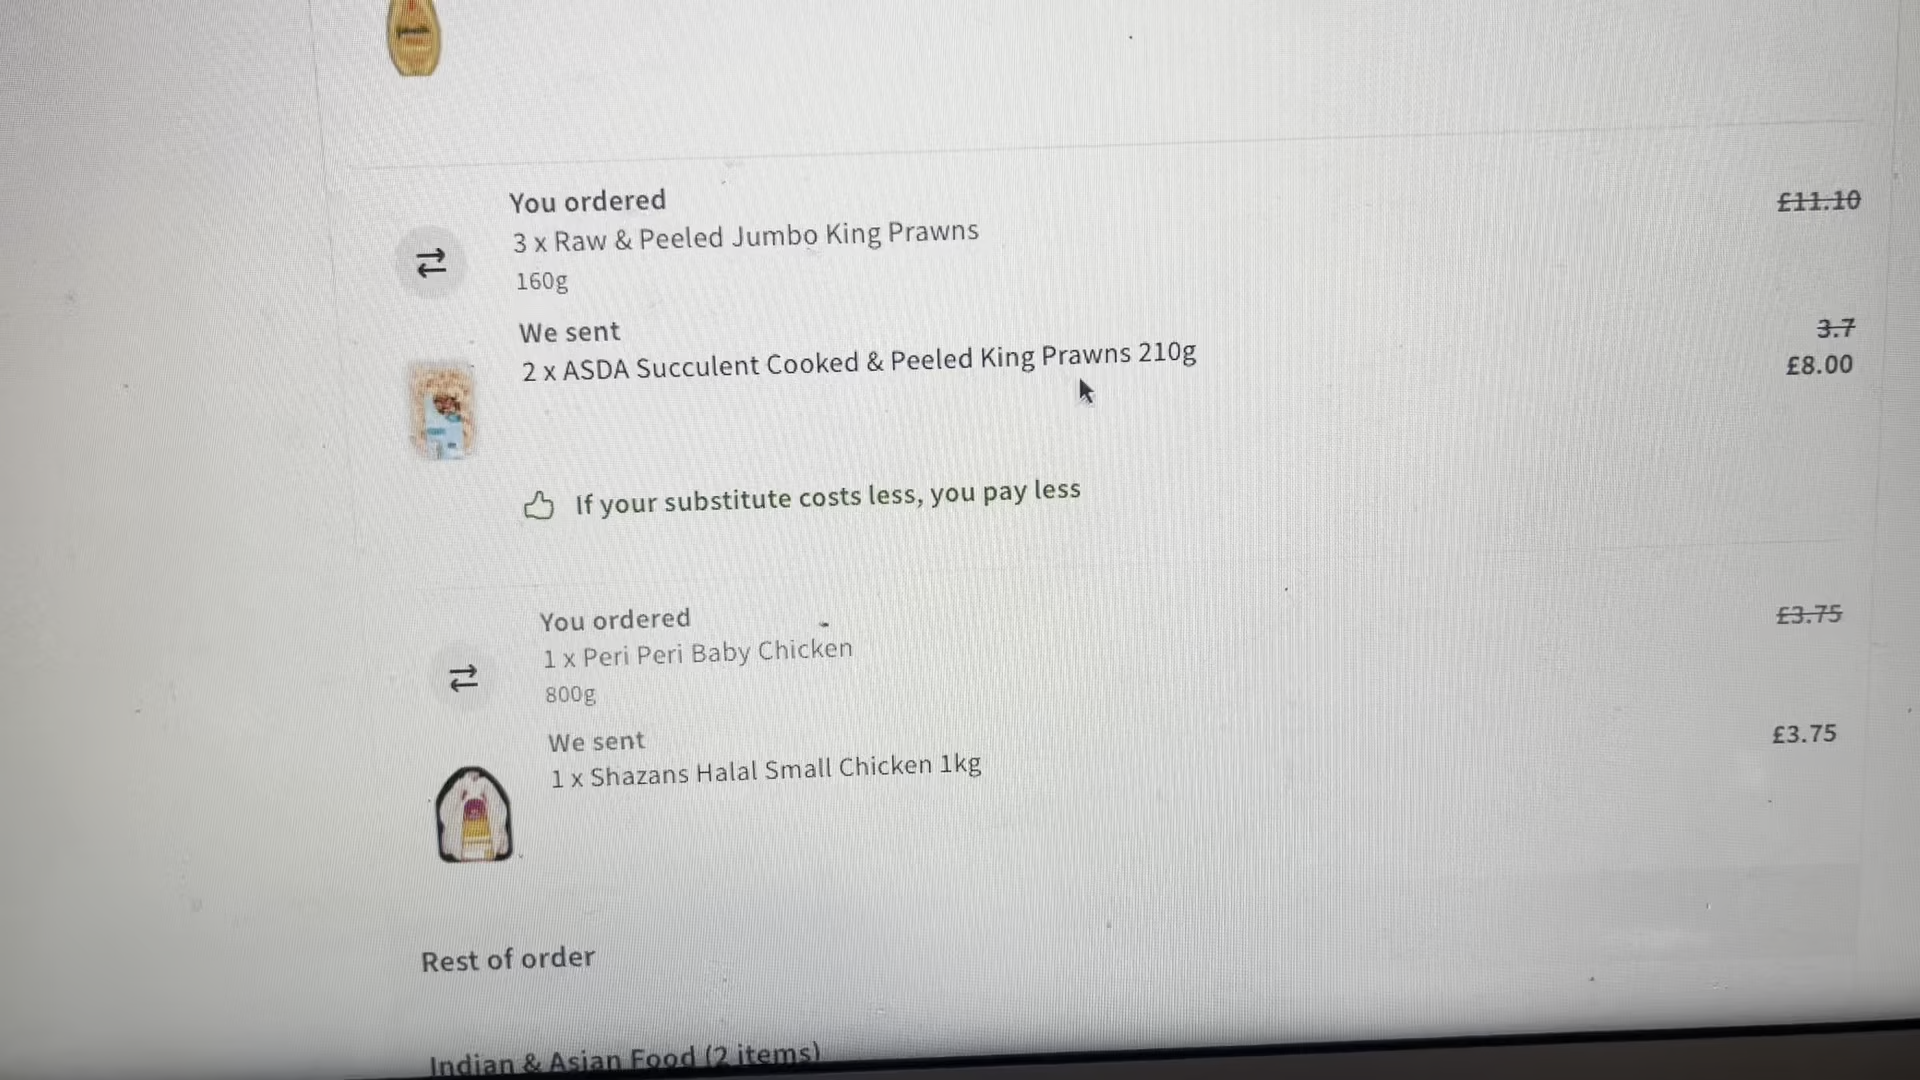 You ordered
£11.10
3 x Raw & Peeled Jumbo King Prawns
160g
We sent
3.7
2 x ASDA Succulent Cooked & Peeled King Prawns 210g
£8.00
If your substitute costs less, you pay less
You ordered
£3.75
1 x Peri Peri Baby Chicken
800g
We sent
£3.75
1 x Shazans Halal Small Chicken 1kg
Rest of order
Indian & Asian Food (2 items)